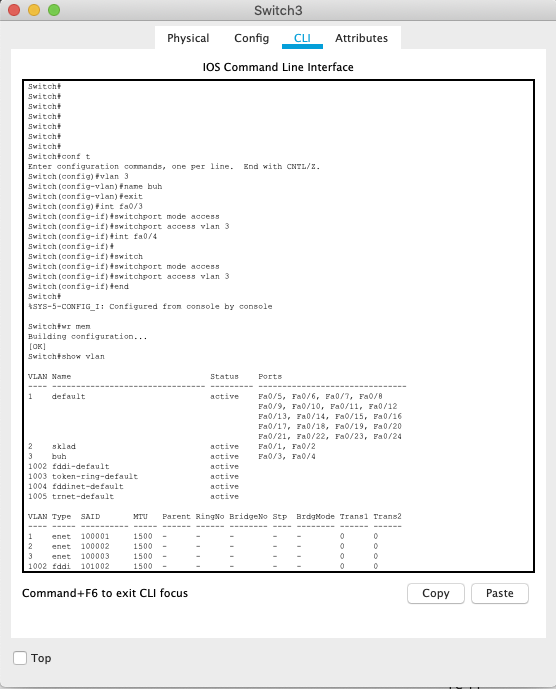 Switch3
Physical Config CLI Attributes
IOS Command Line Interface
Switch#
Switch#
Switch#
Switch#
Switch#
Switch#
Switch#
Switch#conf t
Enter configuration commands, one per line.  End with CNTL/Z.
Switch(config)#vlan 3
Switch(config-vlan)#name buh
Switch(config-vlan)#exit
Switch(config)#int fa0/3
Switch(config-if)#switchport mode access
Switch(config-if)#switchport access vlan 3
Switch(config-if)#int fa0/4
Switch(config-if)#
Switch(config-if)#switch
Switch(config-if)#switchport mode access
Switch(config-if)#switchport access vlan 3
Switch(config-if)#end
Switch#
%SYS-5-CONFIG_I: Configured from console by console
Switch#wr mem
Building configuration...
[OK]
Switch#show vlan
VLAN Name                             Status    Ports
---- -------------------------------- --------- -------------------------------
1    default                          active    Fa0/5, Fa0/6, Fa0/7, Fa0/8
Fa0/9, Fa0/10, Fa0/11, Fa0/12
Fa0/13, Fa0/14, Fa0/15, Fa0/16
Fa0/17, Fa0/18, Fa0/19, Fa0/20
Fa0/21, Fa0/22, Fa0/23, Fa0/24
2    sklad                            active    Fa0/1, Fa0/2
3    buh                              active    Fa0/3, Fa0/4
1002 fddi-default                     active
1003 token-ring-default               active
1004 fddinet-default                  active
1005 trnet-default                    active
VLAN Type  SAID       MTU   Parent RingNo BridgeNo Stp  BrdgMode Trans1 Trans2
---- ----- ---------- ----- ------ ------ -------- ---- -------- ------ ------
1    enet  100001     1500  -      -      -        -    -        0      0
2    enet  100002     1500  -      -      -        -    -        0      0
3    enet  100003     1500  -      -      -        -    -        0      0
1002 fddi  101002     1500  -      -      -        -    -        0      0
Command+F6 to exit CLI focus
Copy Paste
Top